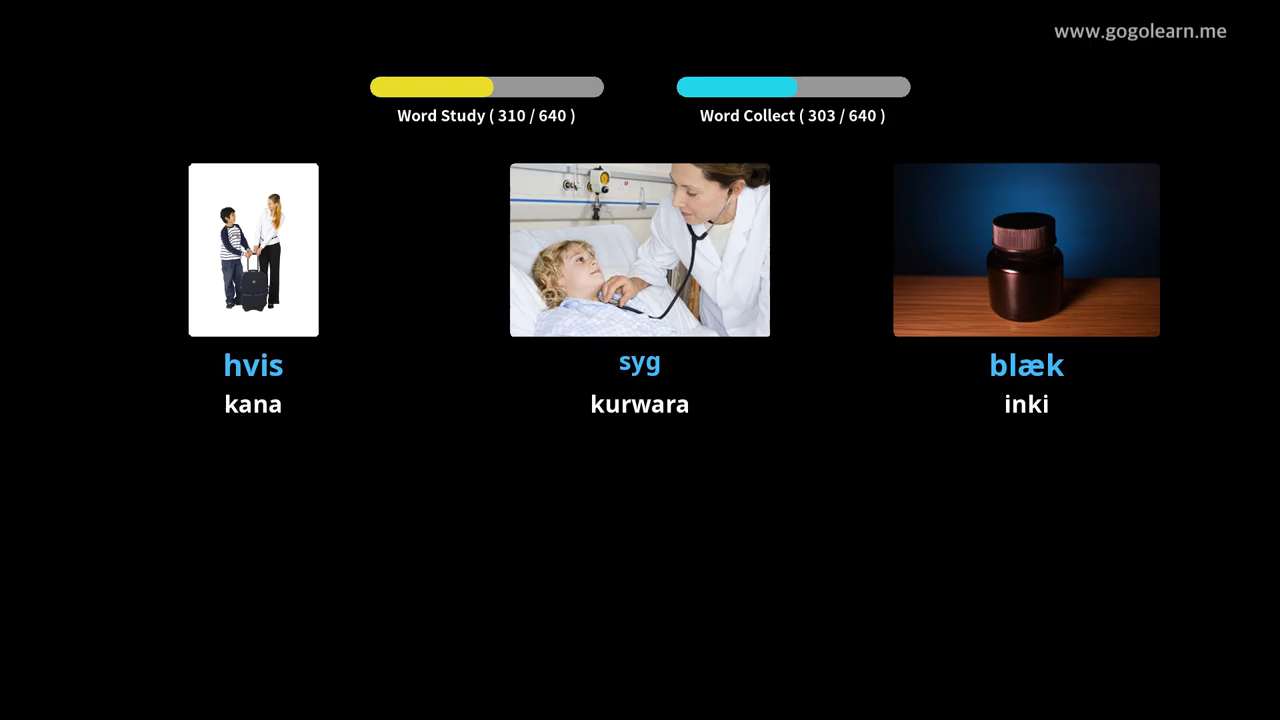 www.gogolearn.me
Word Study ( 310 / 640 )
Word Collect ( 303 / 640 )
hvis
kana
syg
kurwara
blæk
inki